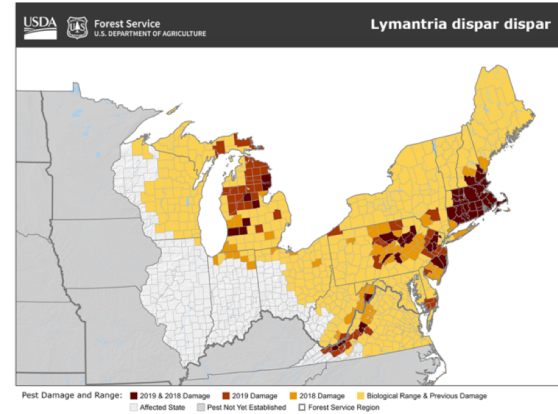 USDA
Forest Service
U.S. DEPARTMENT OF AGRICULTURE
Lymantria dispar dispar
Pest Damage and Range: 2019 & 2018 Damage 2019 Damage 2018 Damage Biological Range & Previous Damage
Affected State Pest Not Yet Established Forest Service Region